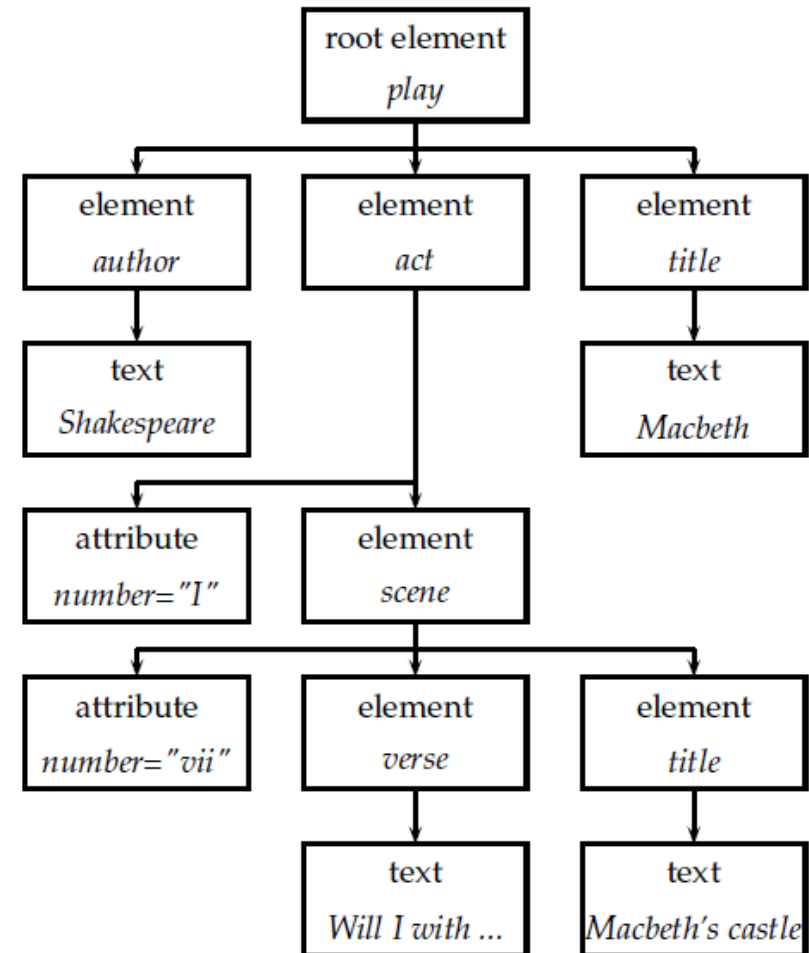 root element
play
element
author
element
act
element
title
text
Shakespeare
text
Macbeth
attribute
number="I"
element
scene
attribute
number="vii"
element
verse
element
title
text
Will I with ...
text
Macbeth's castle